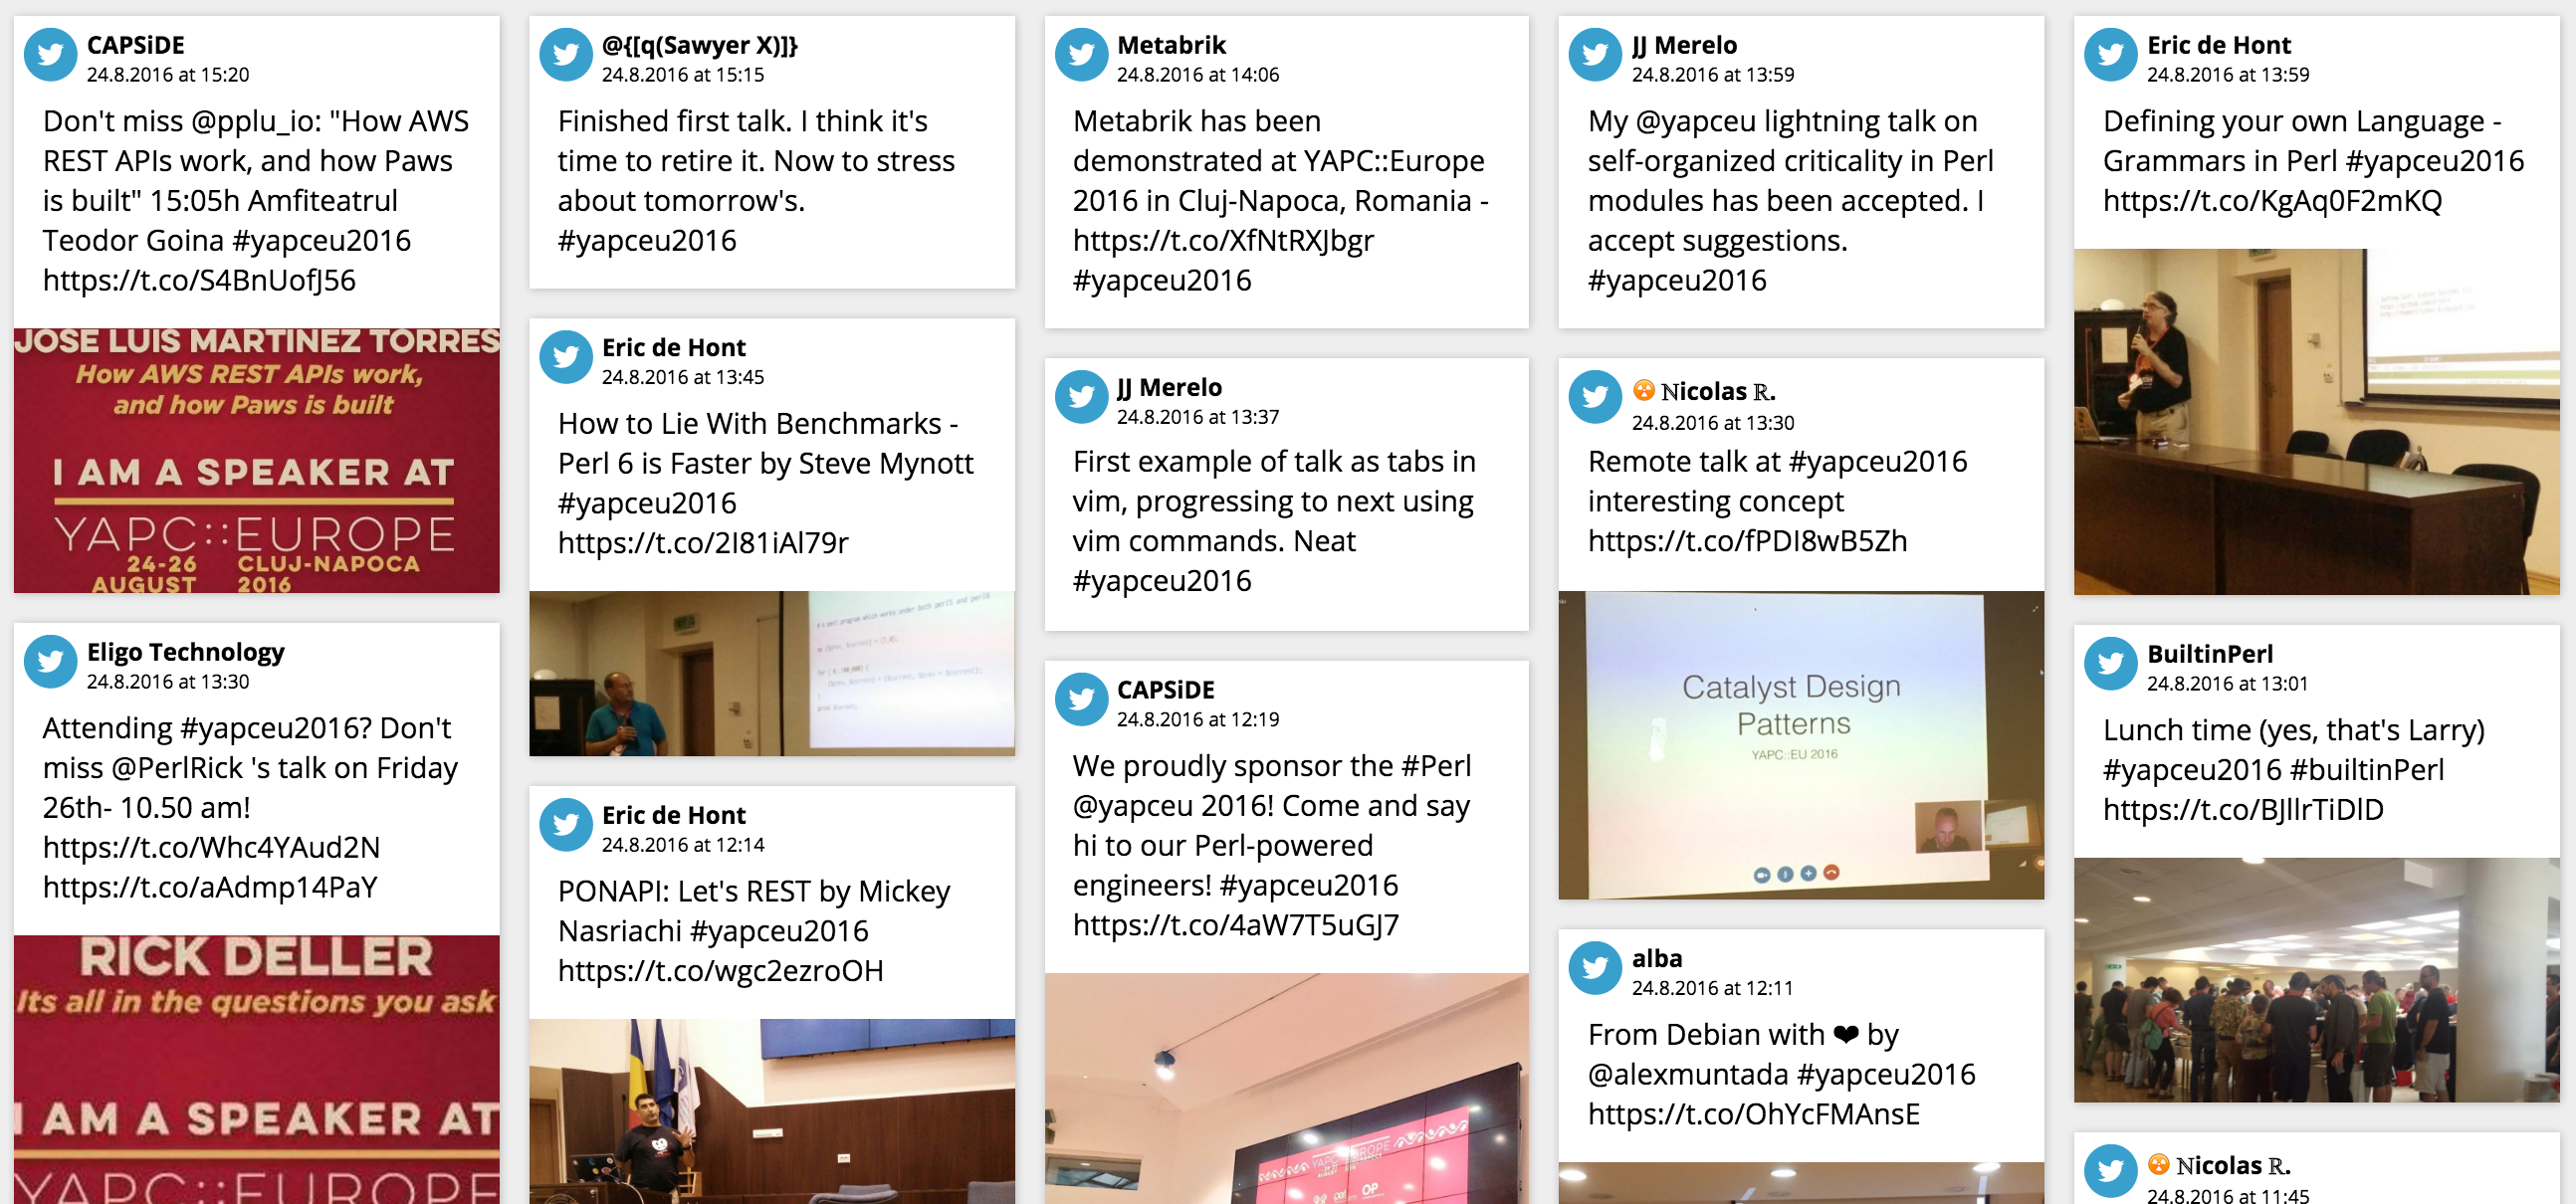 CAPSiDE
24.8.2016 at 15:20
Don't miss @pplu_io: "How AWS
REST APIs work, and how Paws
is built" 15:05h Amfiteatrul
Teodor Goina #yapceu2016
https://t.co/S4BnUofJ56
JOSE LUIS MARTINEZ TORRES
How AWS REST APIs work,
and how Paws is built
I AM A SPEAKER AT
YAPC::EUROPE
24-26 CLUJ-NAPOCA
AUGUST 2016
Eligo Technology
24.8.2016 at 13:30
Attending #yapceu2016? Don't
miss @PerlRick 's talk on Friday
26th- 10.50 am!
https://t.co/Whc4YAud2N
https://t.co/aAdmp14PaY
RICK DELLER
Its all in the questions you ask
I AM A SPEAKER AT
YAPC::EUROPE
@{[q(Sawyer X)]}
24.8.2016 at 15:15
Finished first talk. I think it's
time to retire it. Now to stress
about tomorrow's.
#yapceu2016
Eric de Hont
24.8.2016 at 13:45
How to Lie With Benchmarks -
Perl 6 is Faster by Steve Mynott
#yapceu2016
https://t.co/2I81iAl79r
# A perl program which works under both perl5 and perl6
Eric de Hont
24.8.2016 at 12:14
PONAPI: Let's REST by Mickey
Nasriachi #yapceu2016
https://t.co/wgc2ezroOH
Metabrik
24.8.2016 at 14:06
Metabrik has been
demonstrated at YAPC::Europe
2016 in Cluj-Napoca, Romania -
https://t.co/XfNtRXJbgr
#yapceu2016
JJ Merelo
24.8.2016 at 13:37
First example of talk as tabs in
vim, progressing to next using
vim commands. Neat
#yapceu2016
CAPSiDE
24.8.2016 at 12:19
We proudly sponsor the #Perl
@yapceu 2016! Come and say
hi to our Perl-powered
engineers! #yapceu2016
https://t.co/4aW7T5uGJ7
YAPC::EUROPE
OP
JJ Merelo
24.8.2016 at 13:59
My @yapceu lightning talk on
self-organized criticality in Perl
modules has been accepted. I
accept suggestions.
#yapceu2016
☢ ℕicolas ℝ.
24.8.2016 at 13:30
Remote talk at #yapceu2016
interesting concept
https://t.co/fPDI8wB5Zh
Catalyst Design
Patterns
YAPC::EU 2016
alba
24.8.2016 at 12:11
From Debian with ❤ by
@alexmuntada #yapceu2016
https://t.co/OhYcFMAnsE
Eric de Hont
24.8.2016 at 13:59
Defining your own Language -
Grammars in Perl #yapceu2016
https://t.co/KgAq0F2mKQ
BuiltinPerl
24.8.2016 at 13:01
Lunch time (yes, that's Larry)
#yapceu2016 #builtinPerl
https://t.co/BJllrTiDlD
☢ ℕicolas ℝ.
24.8.2016 at 11:45